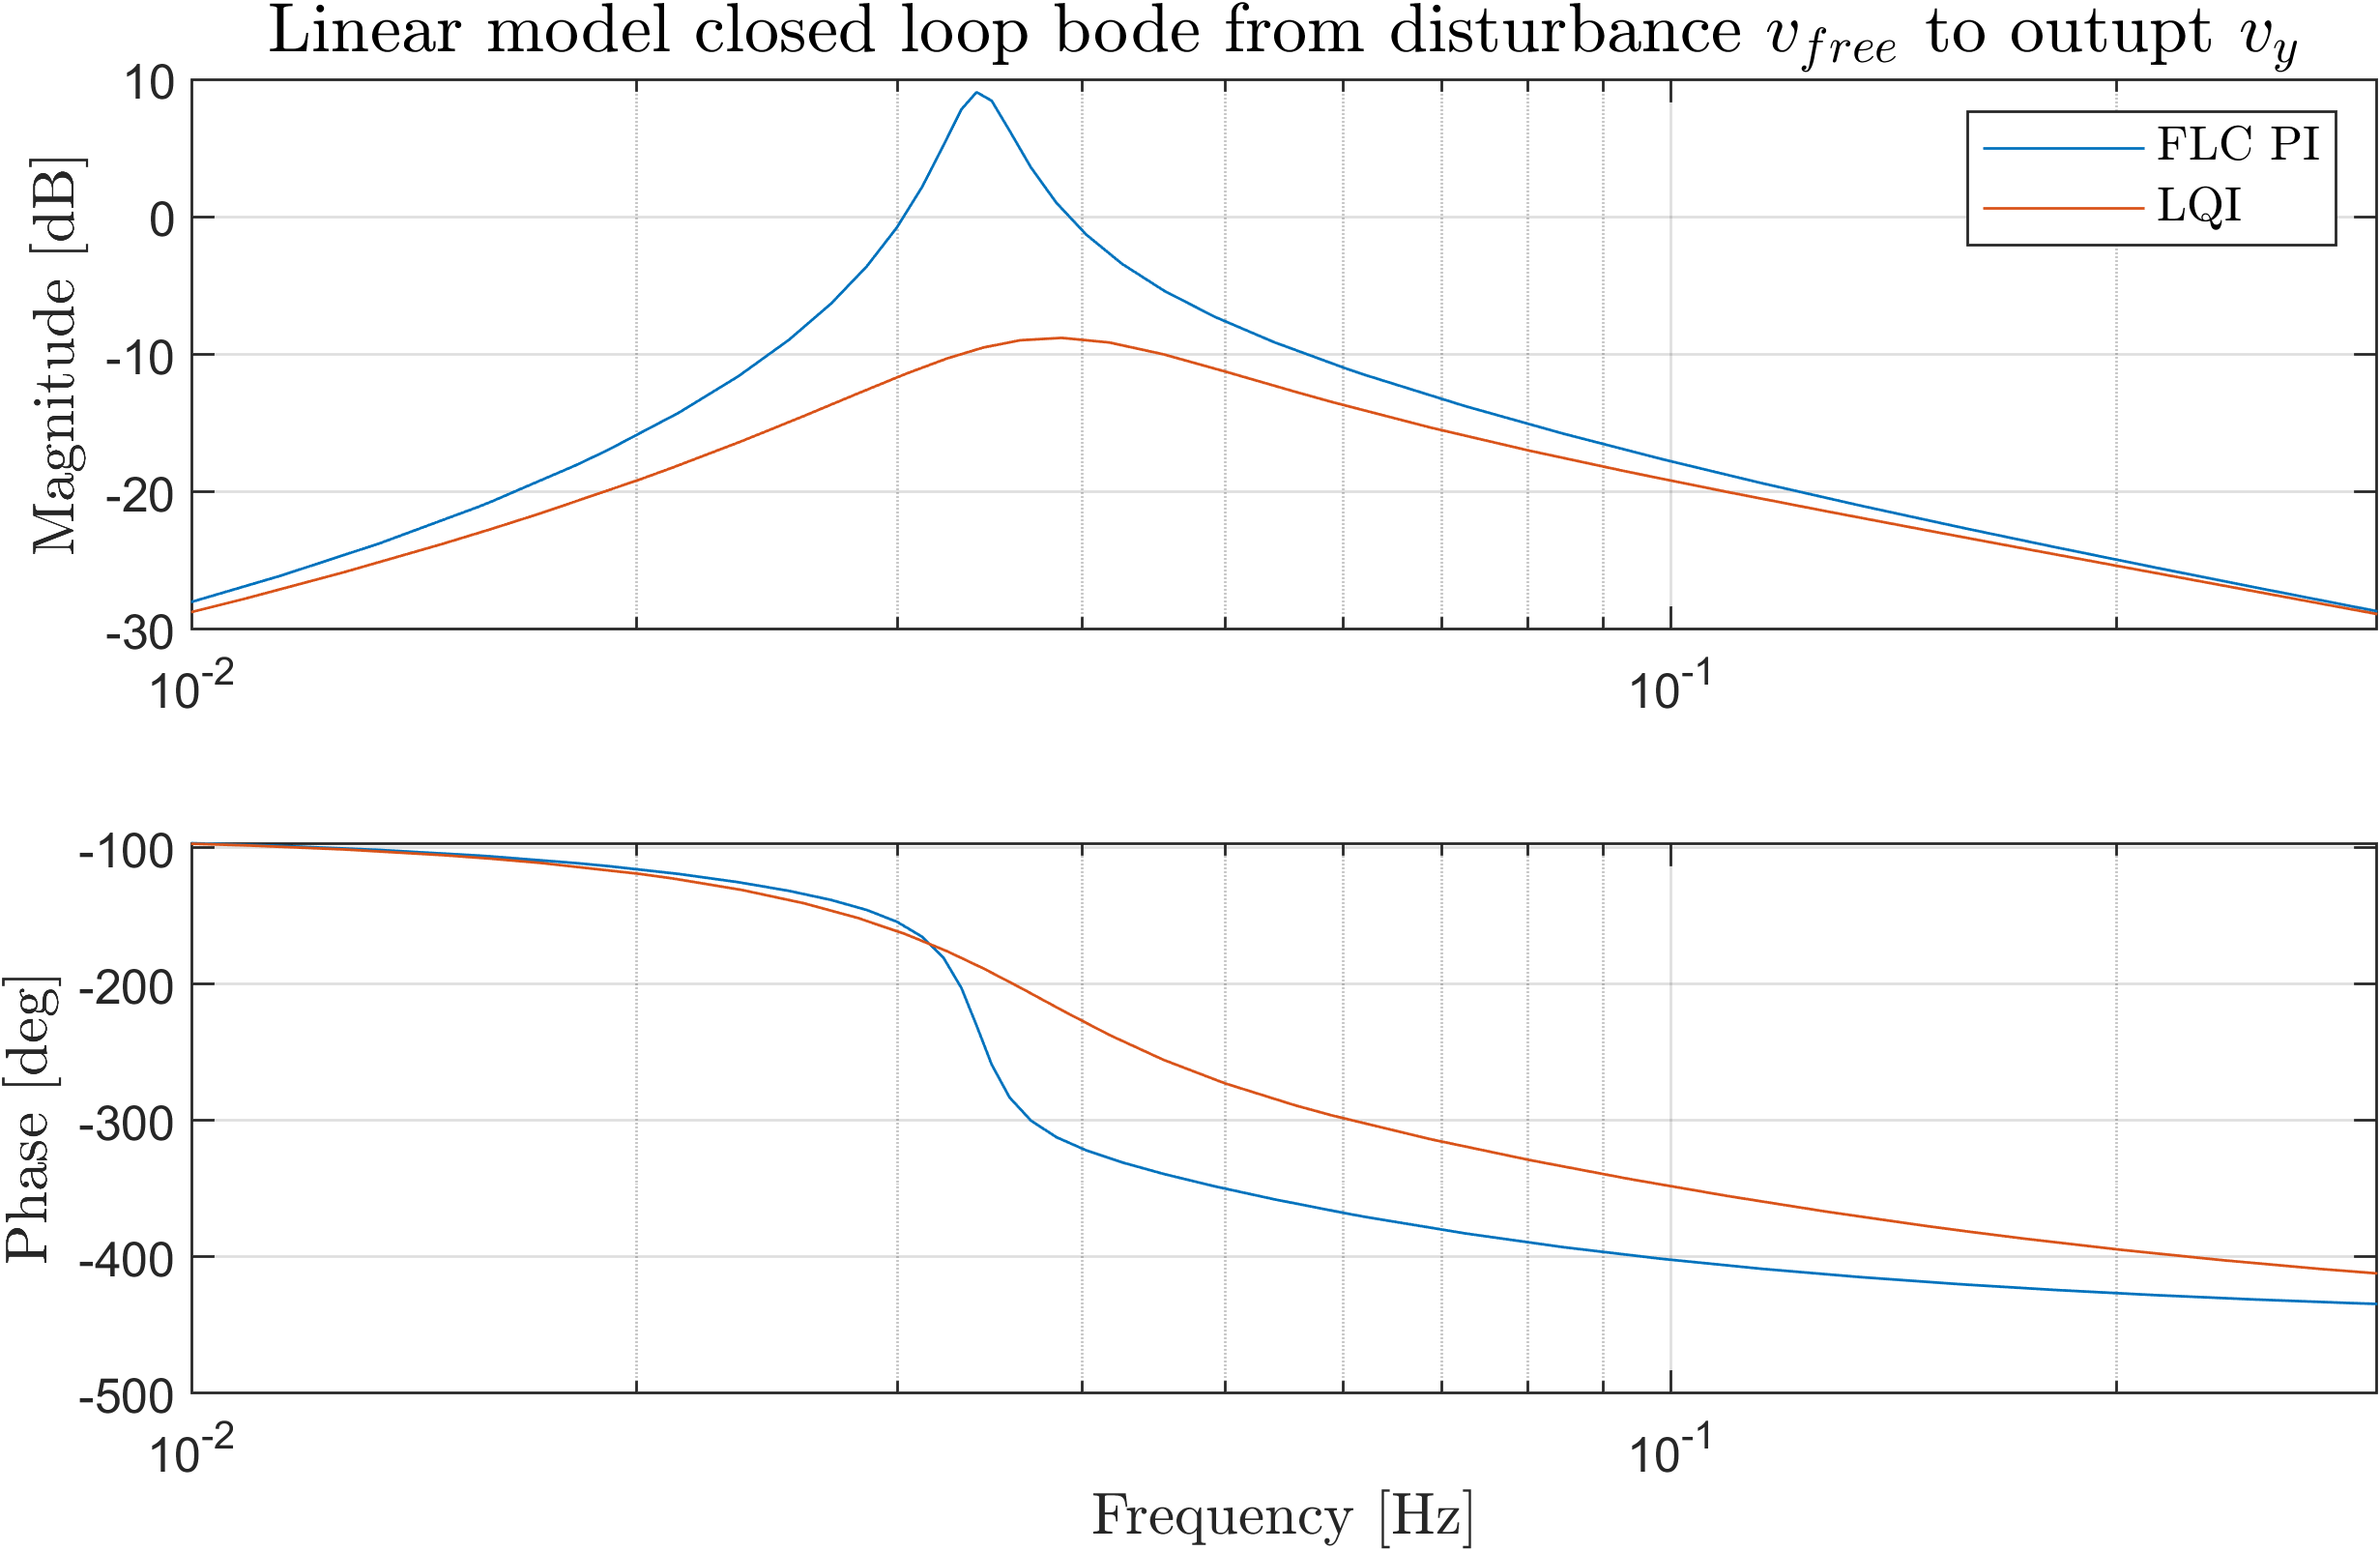 Linear model closed loop bode from disturbance v_free to outupt v_y
10
0
-10
-20
-30
Magnitude [dB]
FLC PI
LQI
10^-2
10^-1
-100
-200
-300
-400
-500
Phase [deg]
10^-2
10^-1
Frequency [Hz]